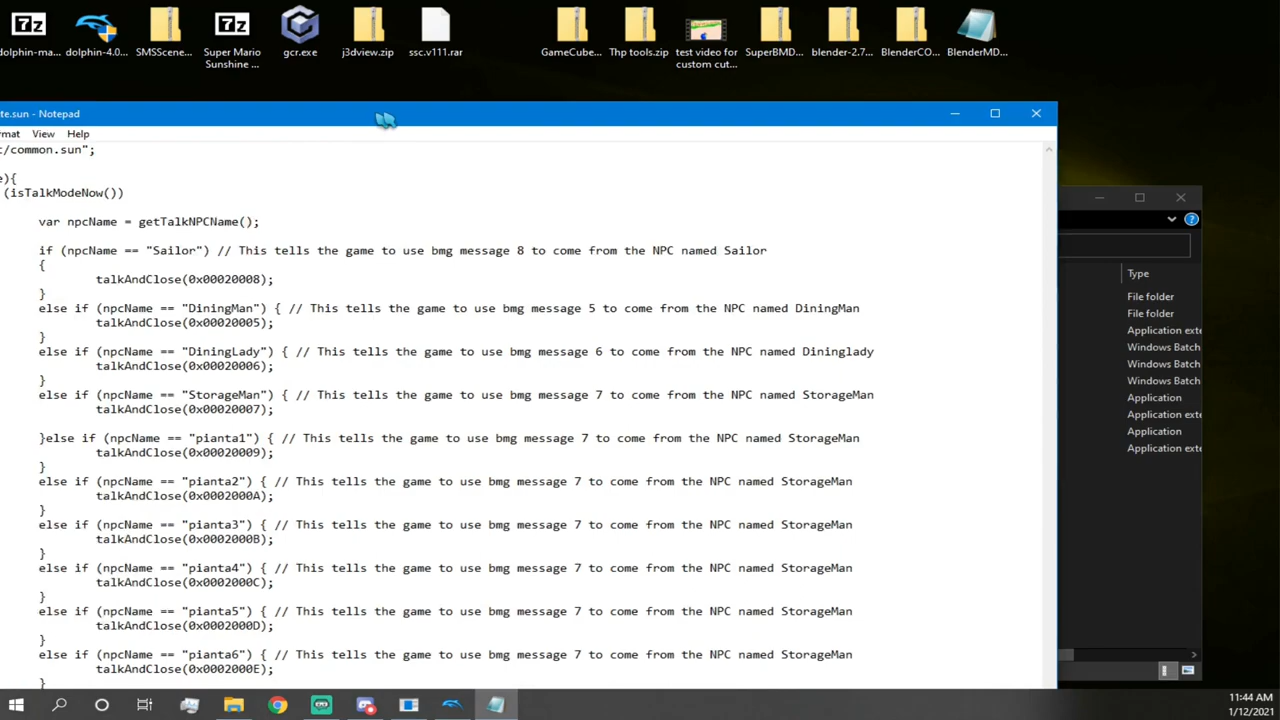 dolphin-ma...
dolphin-4.0...
SMSScene...
Super Mario
Sunshine ...
gcr.exe
j3dview.zip
ssc.v111.rar
GameCube...
Thp tools.zip
test video for
custom cut...
SuperBMD...
blender-2.7...
BlenderCO...
BlenderMD...
te.sun - Notepad
rmat View Help
t/common.sun";
e){
(isTalkModeNow())
var npcName = getTalkNPCName();
if (npcName == "Sailor") // This tells the game to use bmg message 8 to come from the NPC named Sailor
{
talkAndClose(0x00020008);
}
else if (npcName == "DiningMan") { // This tells the game to use bmg message 5 to come from the NPC named DiningMan
talkAndClose(0x00020005);
}
else if (npcName == "DiningLady") { // This tells the game to use bmg message 6 to come from the NPC named Dininglady
talkAndClose(0x00020006);
}
else if (npcName == "StorageMan") { // This tells the game to use bmg message 7 to come from the NPC named StorageMan
talkAndClose(0x00020007);
}else if (npcName == "pianta1") { // This tells the game to use bmg message 7 to come from the NPC named StorageMan
talkAndClose(0x00020009);
}
else if (npcName == "pianta2") { // This tells the game to use bmg message 7 to come from the NPC named StorageMan
talkAndClose(0x0002000A);
}
else if (npcName == "pianta3") { // This tells the game to use bmg message 7 to come from the NPC named StorageMan
talkAndClose(0x0002000B);
}
else if (npcName == "pianta4") { // This tells the game to use bmg message 7 to come from the NPC named StorageMan
talkAndClose(0x0002000C);
}
else if (npcName == "pianta5") { // This tells the game to use bmg message 7 to come from the NPC named StorageMan
talkAndClose(0x0002000D);
}
else if (npcName == "pianta6") { // This tells the game to use bmg message 7 to come from the NPC named StorageMan
talkAndClose(0x0002000E);
}
Type
File folder
File folder
Application exte
Windows Batch
Windows Batch
Windows Batch
Application
Application exte
Application
Application exte
11:44 AM
1/12/2021